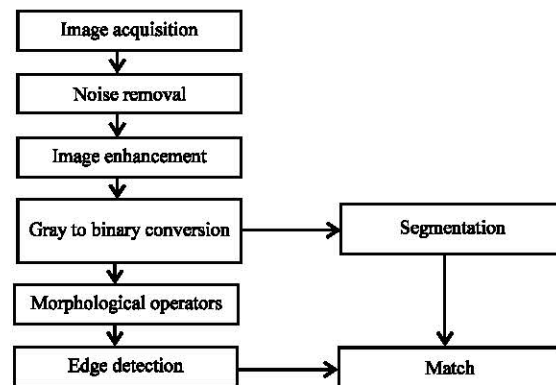 Image acquisition
Noise removal
Image enhancement
Gray to binary conversion
Segmentation
Morphological operators
Edge detection
Match